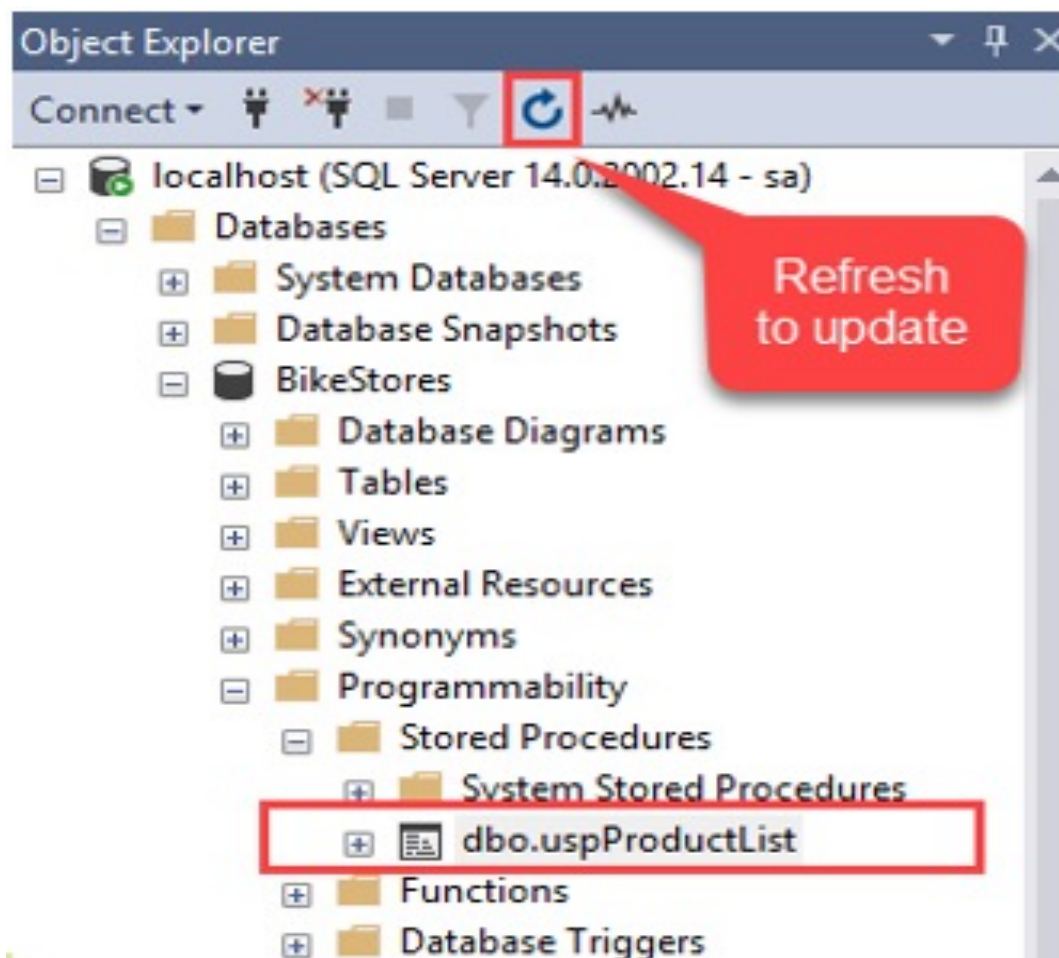 Object Explorer
Connect
localhost (SQL Server 14.0.2002.14 - sa)
Databases
System Databases
Refresh
to update
Database Snapshots
BikeStores
Database Diagrams
Tables
Views
External Resources
Synonyms
Programmability
Stored Procedures
System Stored Procedures
dbo.uspProductList
Functions
Database Triggers